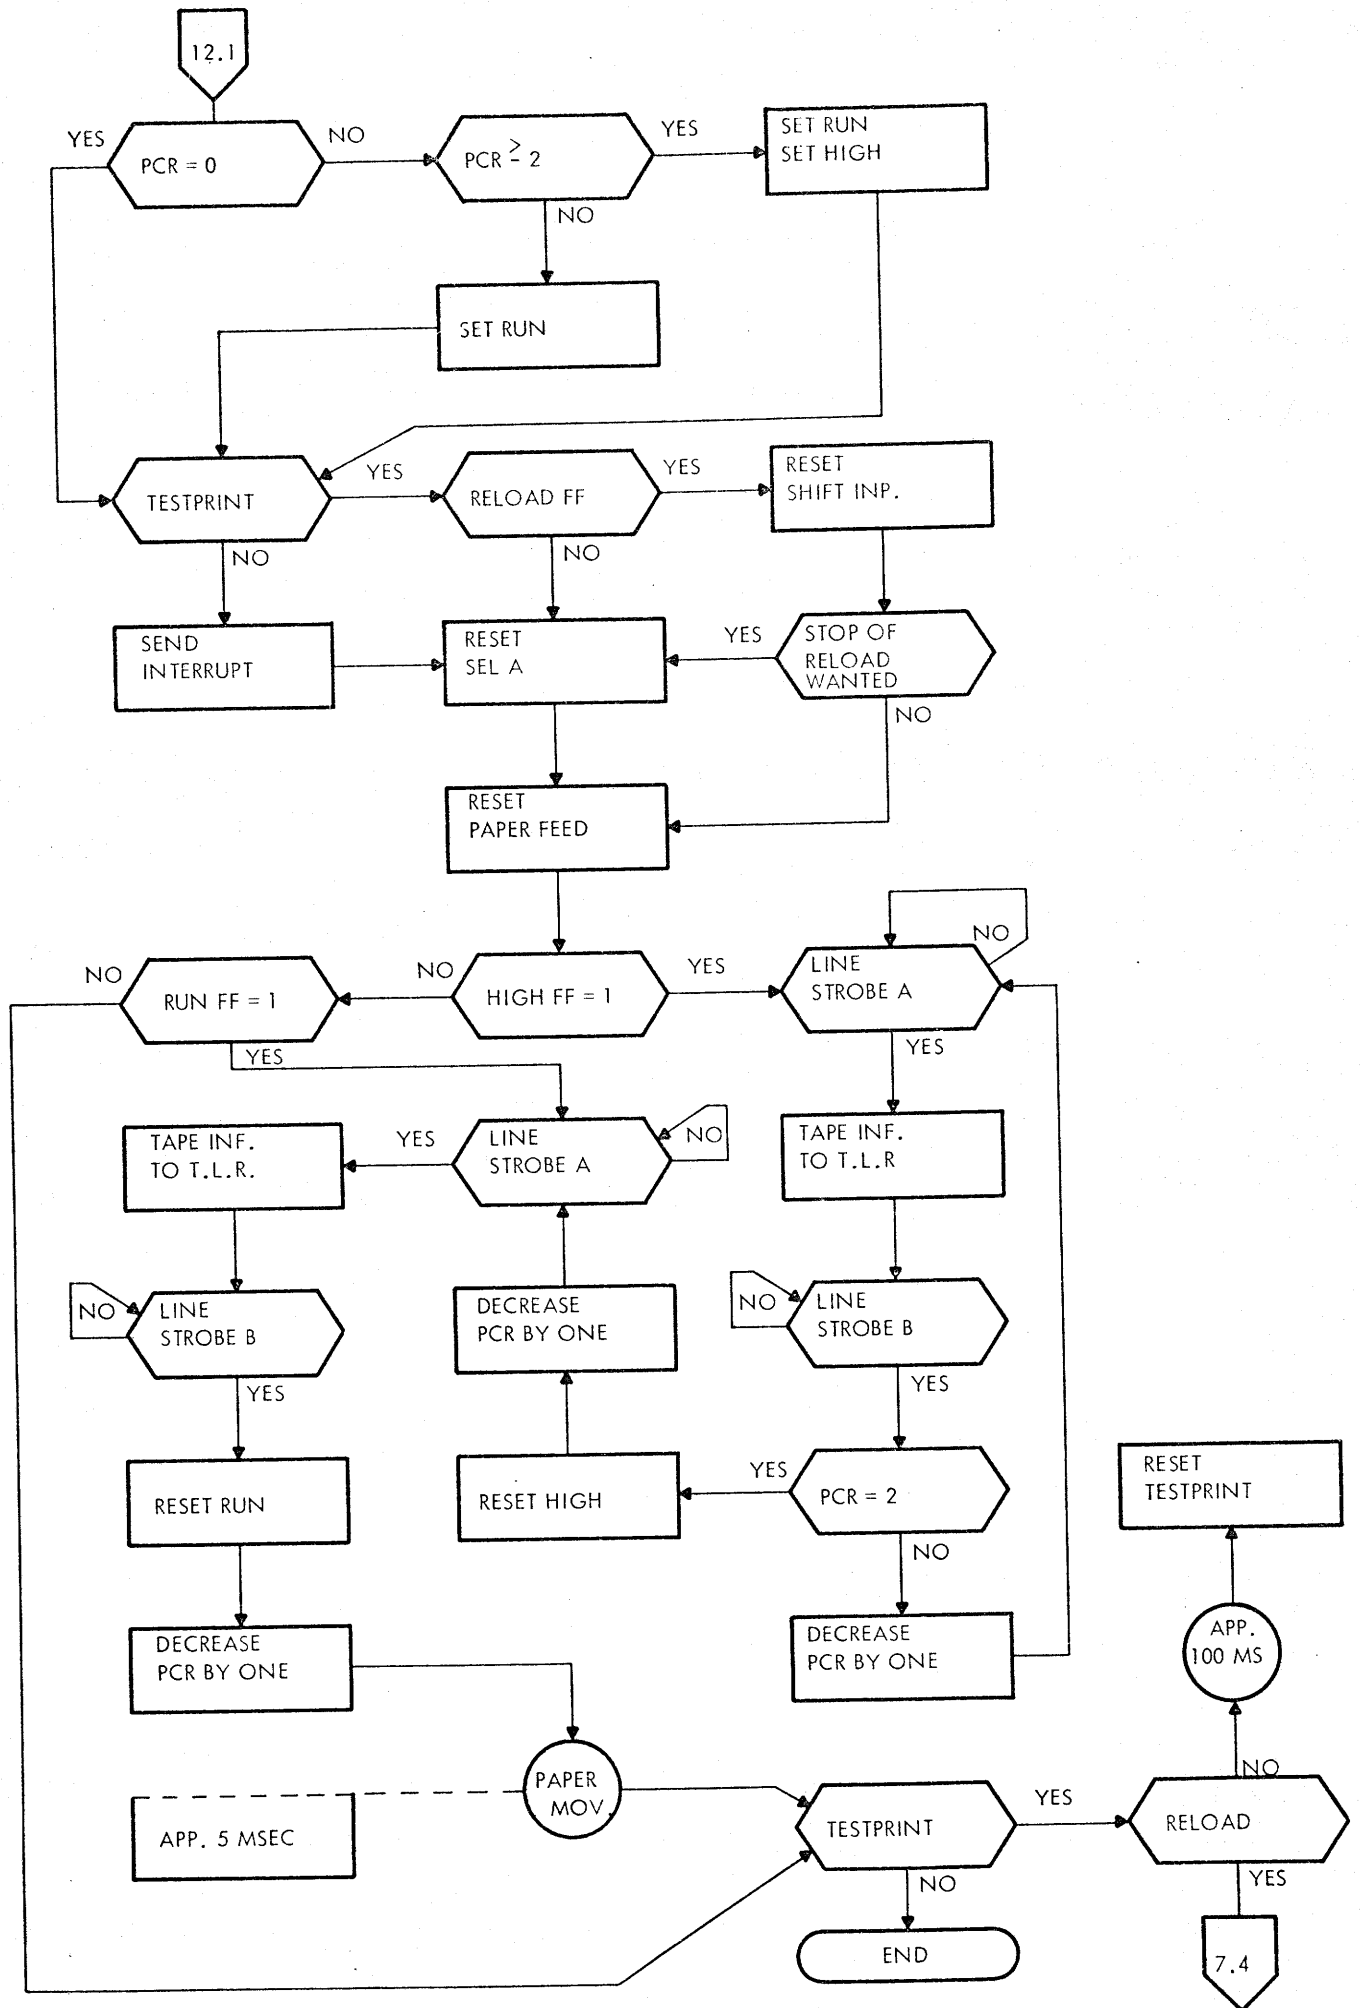 12.1
YES
PCR = 0
NO
PCR ≥ 2
YES
SET RUN
SET HIGH
NO
SET RUN
TESTPRINT
YES
RELOAD FF
YES
RESET
SHIFT INP.
NO
NO
SEND
INTERRUPT
RESET
SEL A
YES
STOP OF
RELOAD
WANTED
NO
RESET
PAPER FEED
NO
RUN FF = 1
NO
HIGH FF = 1
YES
LINE
STROBE A
NO
YES
YES
TAPE INF.
TO T.L.R.
YES
LINE
STROBE A
NO
TAPE INF.
TO T.L.R
NO
LINE
STROBE B
DECREASE
PCR BY ONE
NO
LINE
STROBE B
YES
YES
RESET RUN
RESET HIGH
YES
PCR = 2
RESET
TESTPRINT
NO
DECREASE
PCR BY ONE
DECREASE
PCR BY ONE
APP.
100 MS
PAPER
MOV.
APP. 5 MSEC
TESTPRINT
YES
NO
RELOAD
NO
YES
END
7.4